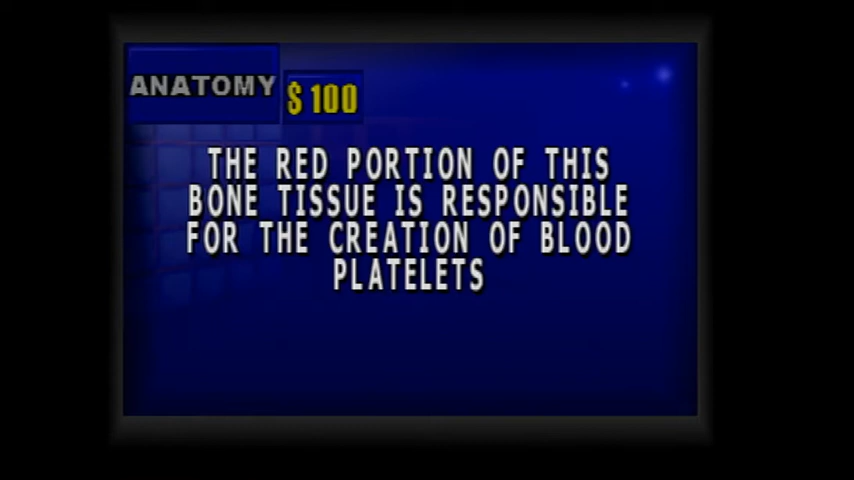 ANATOMY
$ 100
THE RED PORTION OF THIS
BONE TISSUE IS RESPONSIBLE
FOR THE CREATION OF BLOOD
PLATELETS